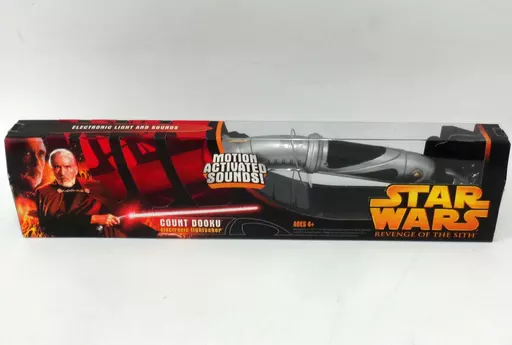 ELECTRONIC LIGHT AND SOUNDS
MOTION
ACTIVATED
SOUNDS!
COUNT DOOKU
electronic lightsaber
AGES 4+
STAR
WARS
REVENGE OF THE SITH